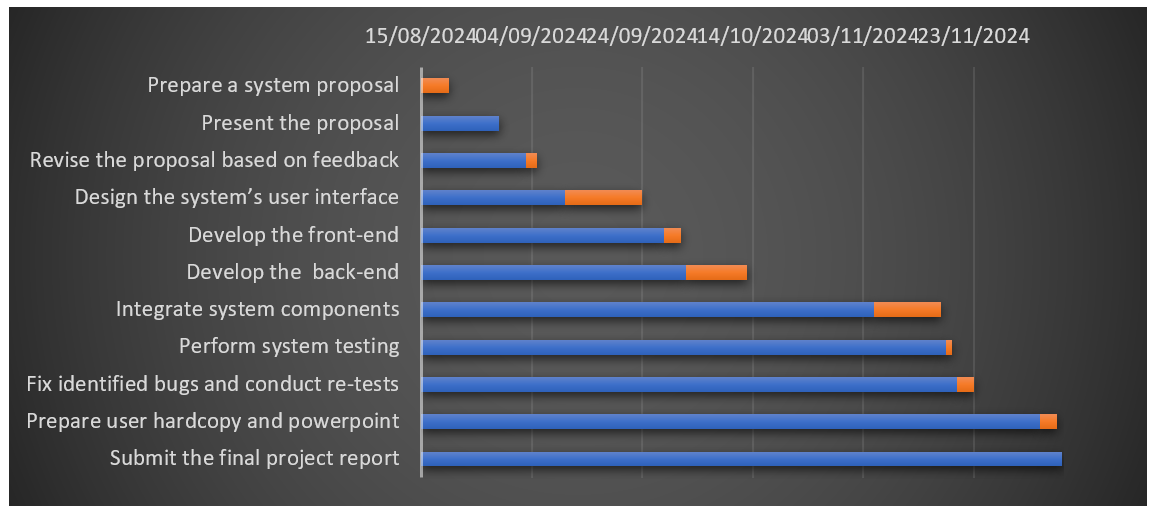 15/08/2024 04/09/2024 24/09/2024 14/10/2024 03/11/2024 23/11/2024
Prepare a system proposal
Present the proposal
Revise the proposal based on feedback
Design the system’s user interface
Develop the front-end
Develop the  back-end
Integrate system components
Perform system testing
Fix identified bugs and conduct re-tests
Prepare user hardcopy and powerpoint
Submit the final project report